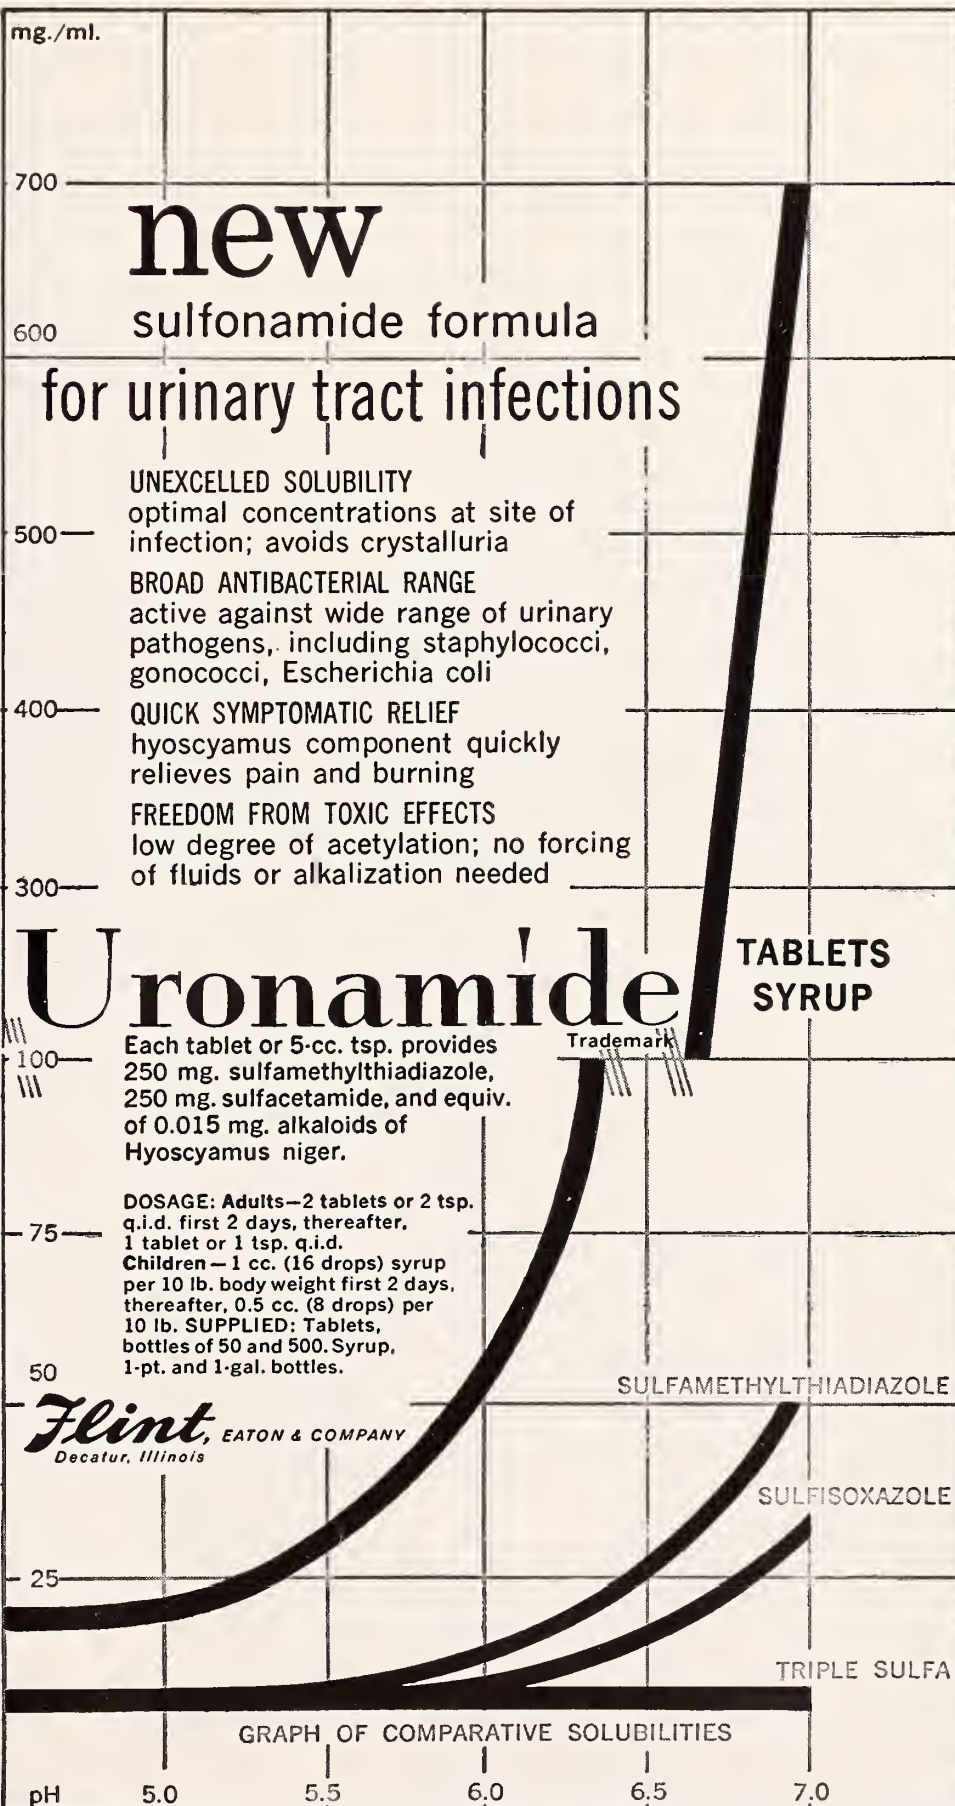 mg./ml.
700
new
sulfonamide formula
600
for urinary tract infections
UNEXCELLED SOLUBILITY
optimal concentrations at site of
500
infection; avoids crystalluria
BROAD ANTIBACTERIAL RANGE
active against wide range of urinary
pathogens, including staphylococci,
gonococci, Escherichia coli
400
QUICK SYMPTOMATIC RELIEF
hyoscyamus component quickly
relieves pain and burning
FREEDOM FROM TOXIC EFFECTS
low degree of acetylation; no forcing
of fluids or alkalization needed
300
Uronamide
TABLETS
SYRUP
Trademark
Each tablet or 5-cc. tsp. provides
100
250 mg. sulfamethylthiadiazole,
250 mg. sulfacetamide, and equiv.
of 0.015 mg. alkaloids of
Hyoscyamus niger.
DOSAGE: Adults—2 tablets or 2 tsp.
q.i.d. first 2 days, thereafter,
75
1 tablet or 1 tsp. q.i.d.
Children — 1 cc. (16 drops) syrup
per 10 lb. body weight first 2 days,
thereafter, 0.5 cc. (8 drops) per
10 lb. SUPPLIED: Tablets,
bottles of 50 and 500. Syrup,
1-pt. and 1-gal. bottles.
50
SULFAMETHYLTHIADIAZOLE
Flint, EATON & COMPANY
Decatur, Illinois
SULFISOXAZOLE
25
TRIPLE SULFA
GRAPH OF COMPARATIVE SOLUBILITIES
pH 5.0 5.5 6.0 6.5 7.0